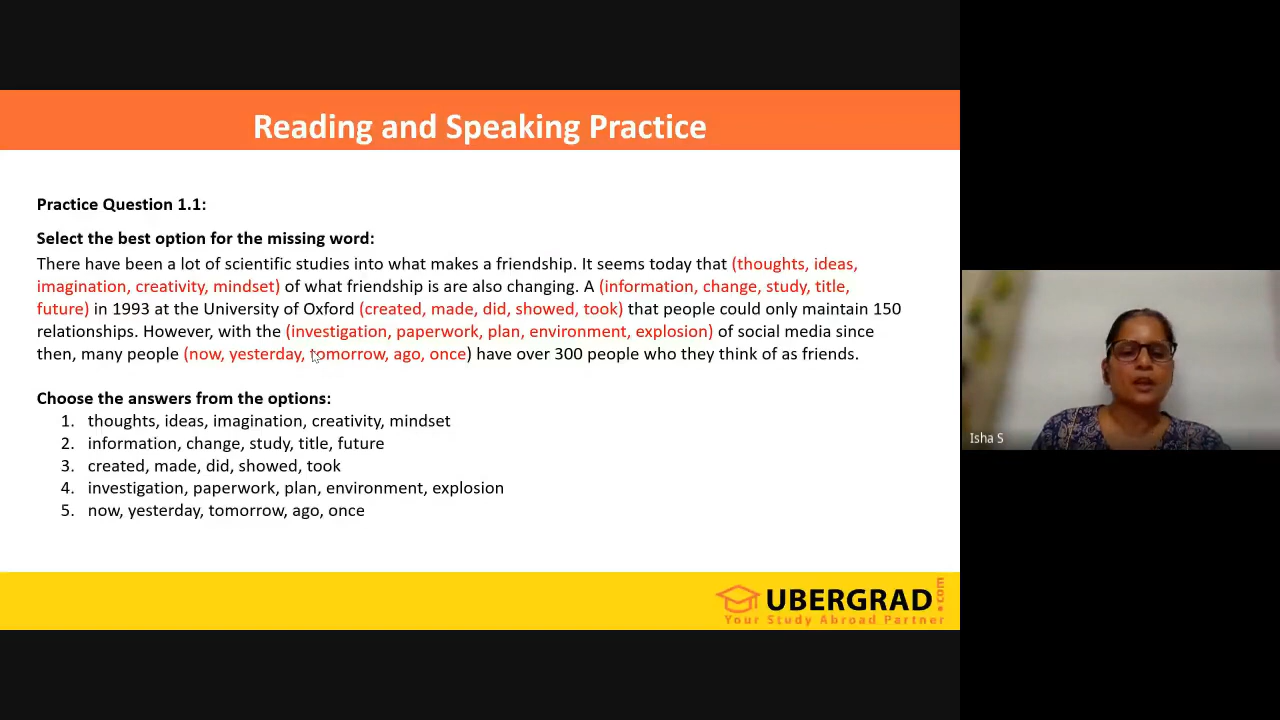 Reading and Speaking Practice
Practice Question 1.1:
Select the best option for the missing word:
There have been a lot of scientific studies into what makes a friendship. It seems today that (thoughts, ideas,
imagination, creativity, mindset) of what friendship is are also changing. A (information, change, study, title,
future) in 1993 at the University of Oxford (created, made, did, showed, took) that people could only maintain 150
relationships. However, with the (investigation, paperwork, plan, environment, explosion) of social media since
then, many people (now, yesterday, tomorrow, ago, once) have over 300 people who they think of as friends.
Choose the answers from the options:
1. thoughts, ideas, imagination, creativity, mindset
2. information, change, study, title, future
3. created, made, did, showed, took
4. investigation, paperwork, plan, environment, explosion
5. now, yesterday, tomorrow, ago, once
Isha S
UBERGRAD.com
Your Study Abroad Partner